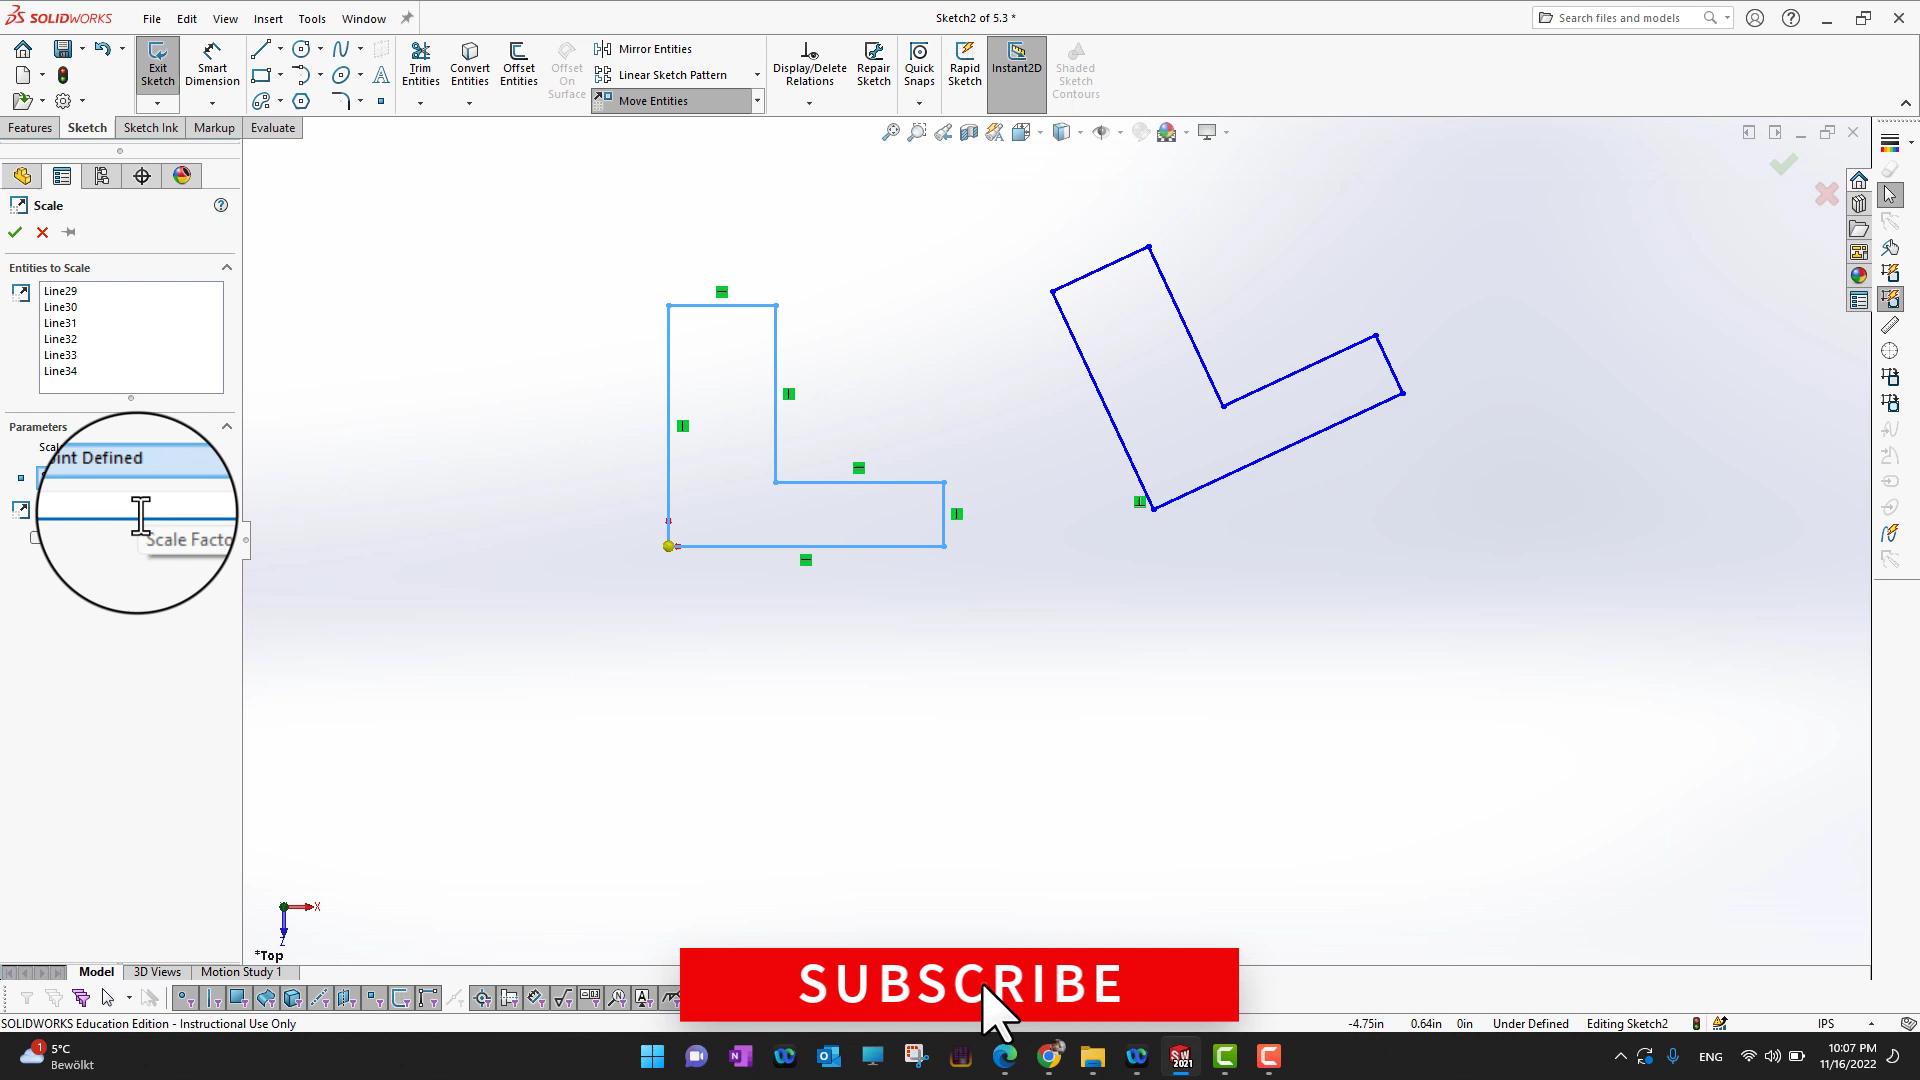 SOLIDWORKS
File
Edit
View
Insert
Tools
Window
Sketch2 of 5.3 *
Search files and models
Exit
Sketch
Smart
Dimension
Trim
Entities
Convert
Entities
Offset
Entities
Offset
On
Surface
Mirror Entities
Linear Sketch Pattern
Move Entities
Display/Delete
Relations
Repair
Sketch
Quick
Snaps
Rapid
Sketch
Instant2D
Shaded
Sketch
Contours
Features
Sketch
Sketch Ink
Markup
Evaluate
Scale
Entities to Scale
Line29
Line30
Line31
Line32
Line33
Line34
Parameters
int Defined
Scale Facto
X
Z
*Top
Model
3D Views
Motion Study 1
SUBSCRIBE
SOLIDWORKS Education Edition - Instructional Use Only
-4.75in
0.64in
0in
Under Defined
Editing Sketch2
IPS
1
5°C
Bewölkt
SW
2021
ENG
10:07 PM
11/16/2022